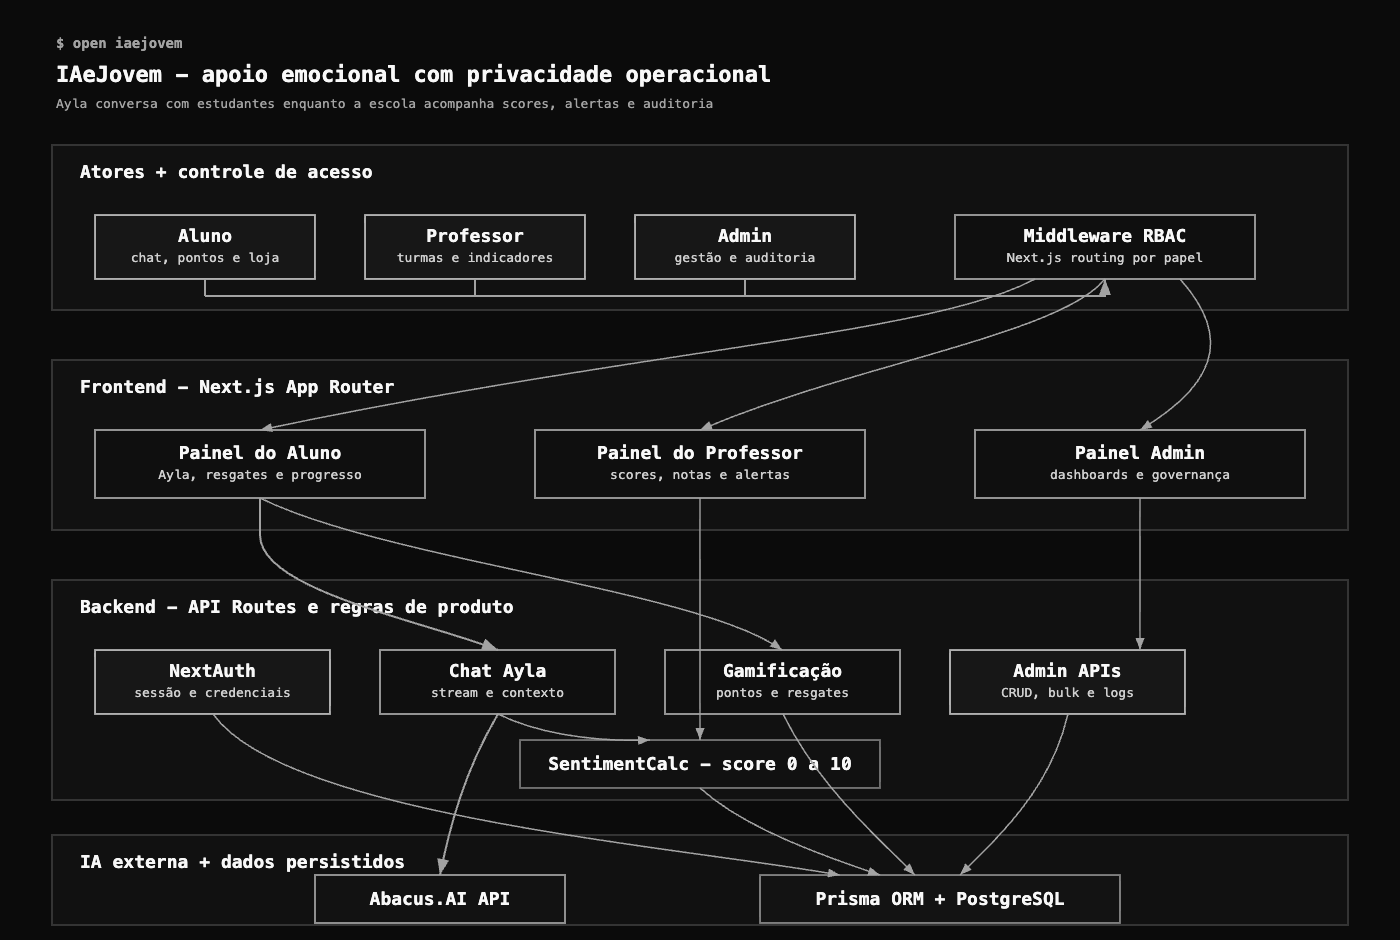 $ open iaejovem
IAeJovem — apoio emocional com privacidade operacional
Ayla conversa com estudantes enquanto a escola acompanha scores, alertas e auditoria
Atores + controle de acesso
Aluno
chat, pontos e loja
Professor
turmas e indicadores
Admin
gestão e auditoria
Middleware RBAC
Next.js routing por papel
Frontend — Next.js App Router
Painel do Aluno
Ayla, resgates e progresso
Painel do Professor
scores, notas e alertas
Painel Admin
dashboards e governança
Backend — API Routes e regras de produto
NextAuth
sessão e credenciais
Chat Ayla
stream e contexto
Gamificação
pontos e resgates
Admin APIs
CRUD, bulk e logs
SentimentCalc — score 0 a 10
IA externa + dados persistidos
Abacus.AI API
Prisma ORM + PostgreSQL